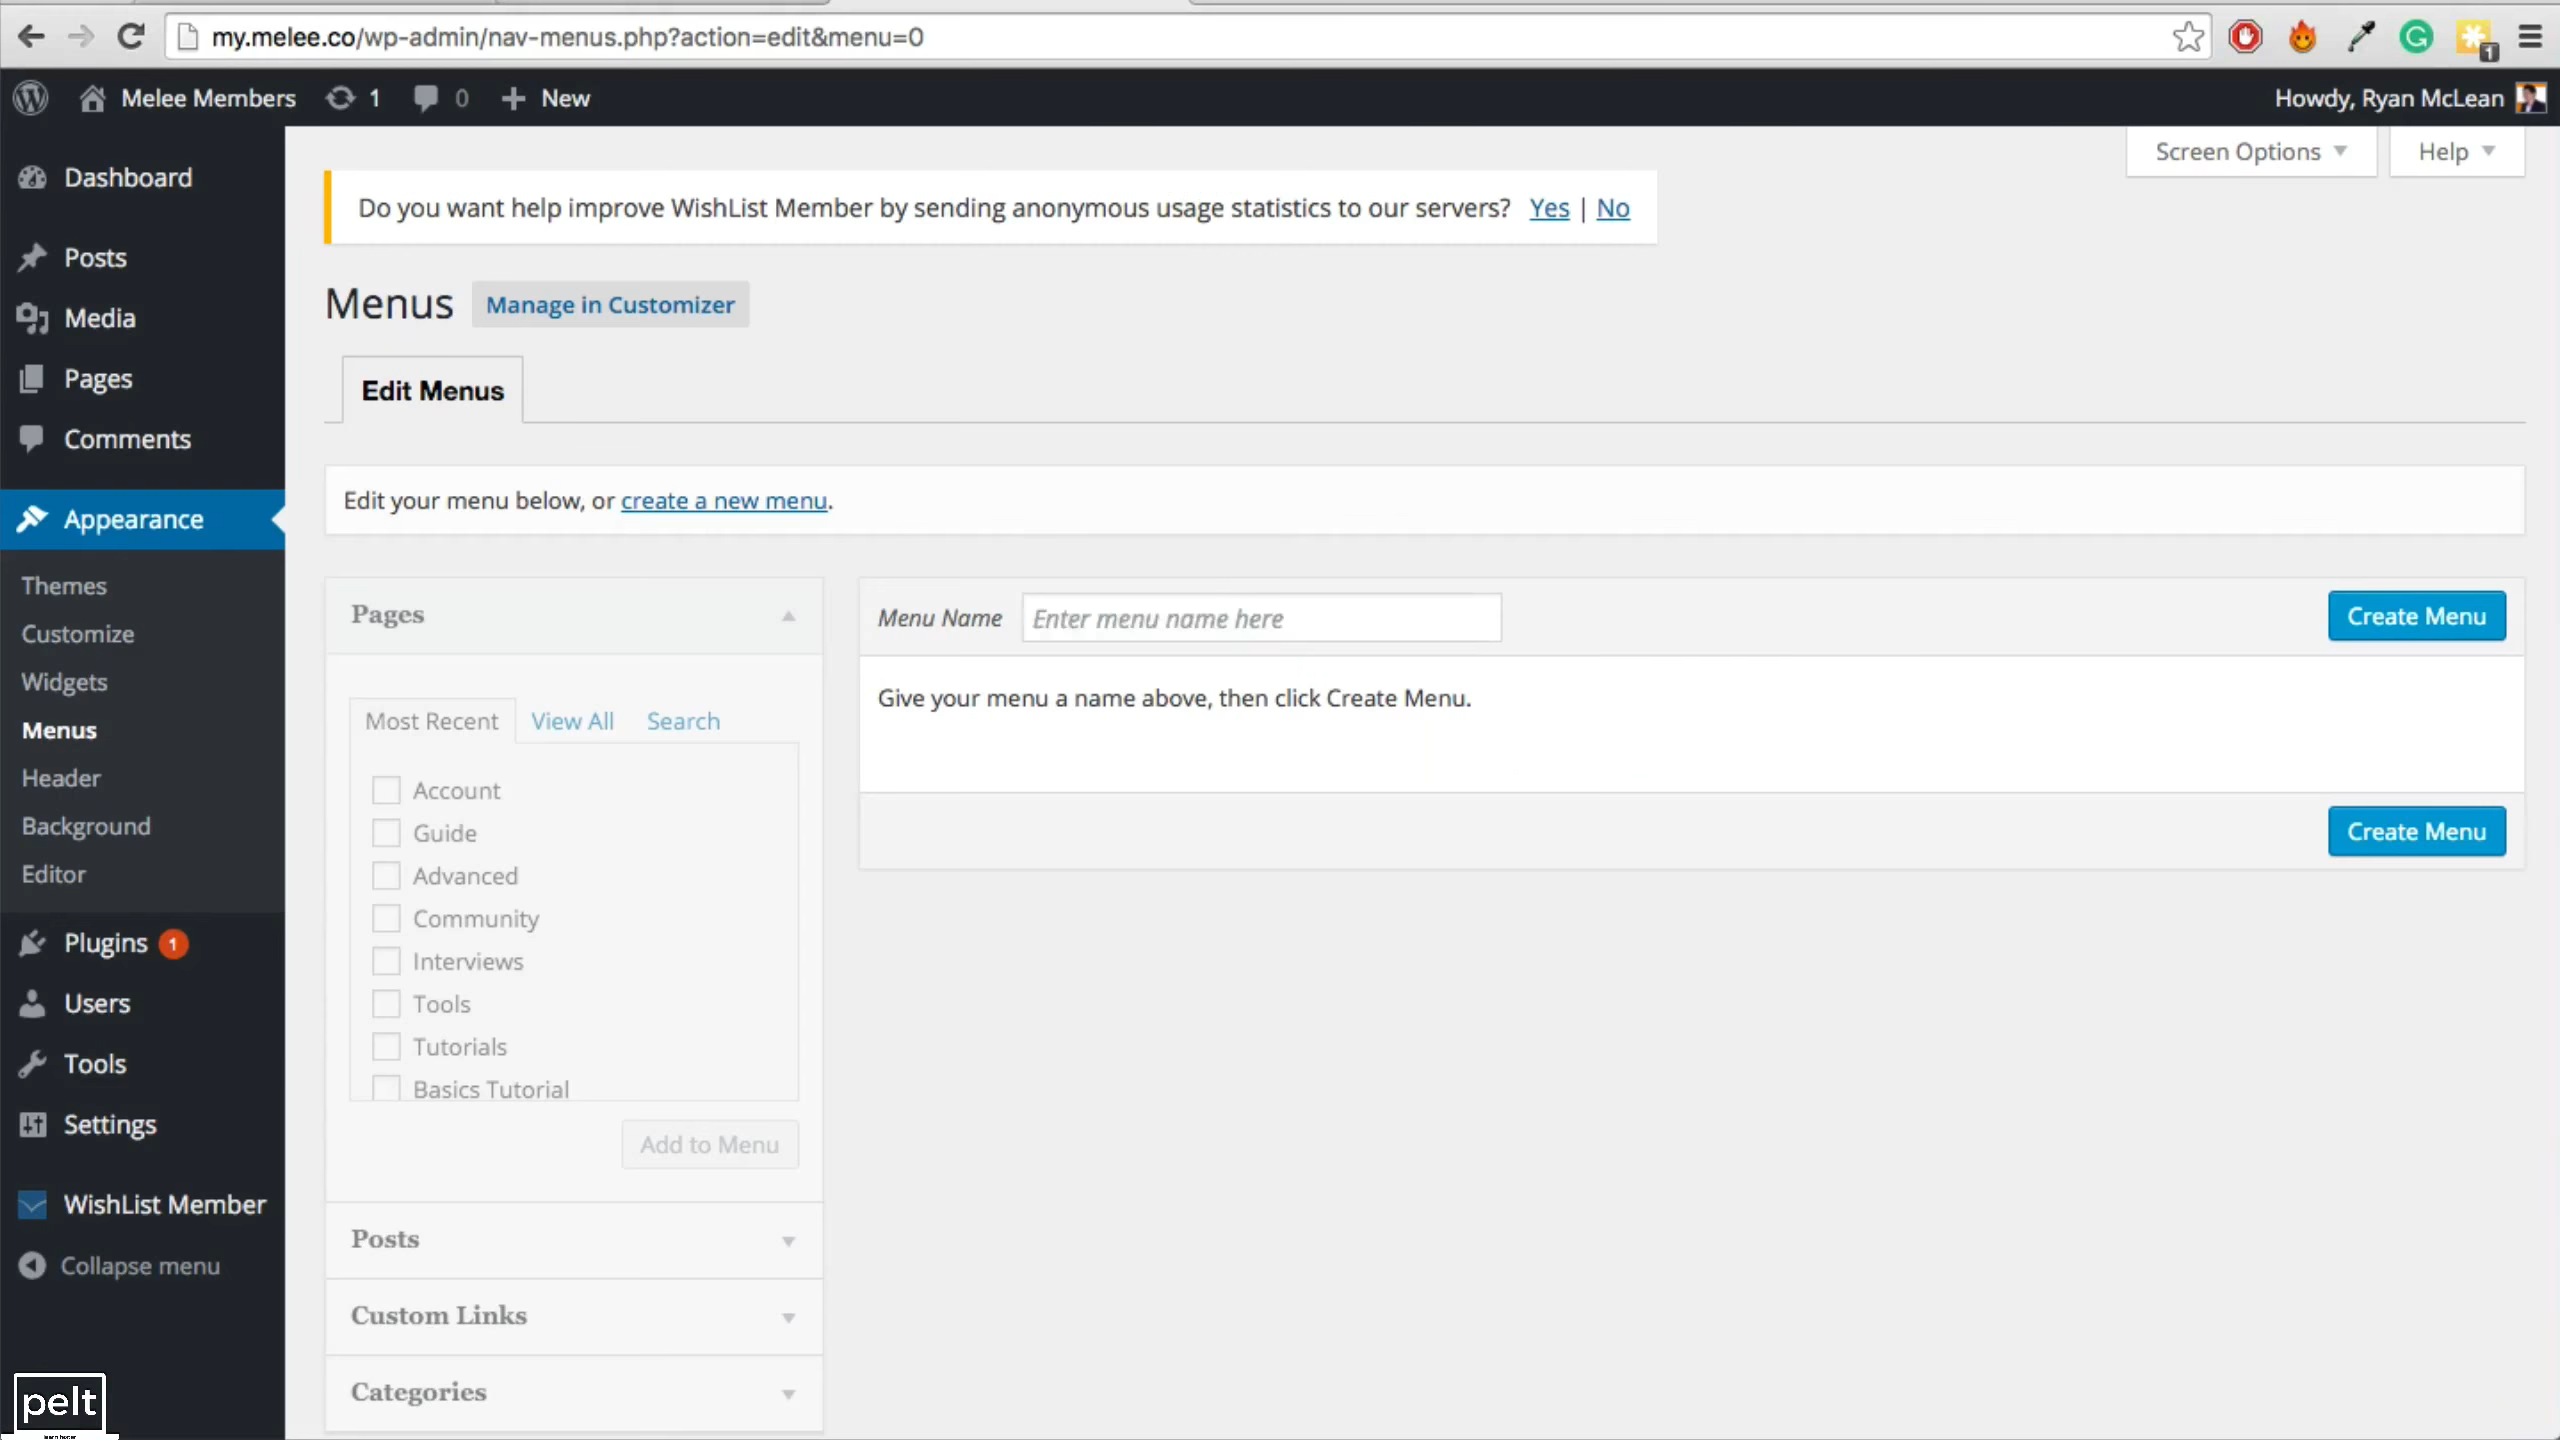 my.melee.co/wp-admin/nav-menus.php?action=edit&menu=0
1
Melee Members
1
0
New
Howdy, Ryan McLean
Screen Options
Help
Dashboard
Posts
Media
Pages
Comments
Appearance
Themes
Customize
Widgets
Menus
Header
Background
Editor
Plugins 1
Users
Tools
Settings
WishList Member
Collapse menu
Do you want help improve WishList Member by sending anonymous usage statistics to our servers? Yes | No
Menus
Manage in Customizer
Edit Menus
Edit your menu below, or create a new menu.
Pages
Most Recent
View All
Search
Account
Guide
Advanced
Community
Interviews
Tools
Tutorials
Basics Tutorial
Add to Menu
Posts
Custom Links
Categories
Menu Name
Enter menu name here
Create Menu
Give your menu a name above, then click Create Menu.
Create Menu
pelt